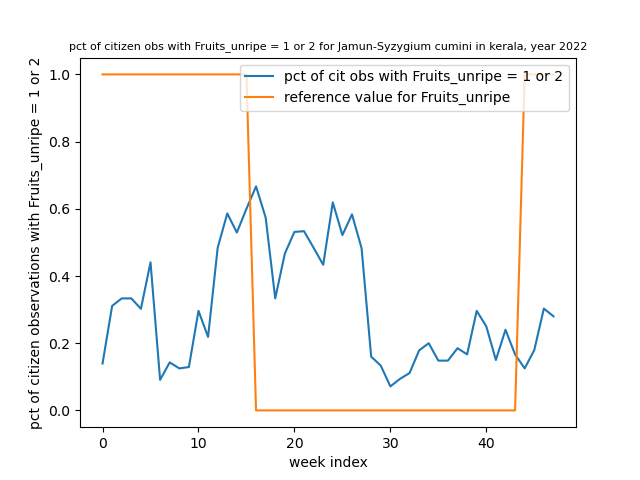 pct of citizen obs with Fruits_unripe = 1 or 2 for Jamun-Syzygium cumini in kerala, year 2022
pct of citizen observations with Fruits_unripe = 1 or 2
1.0
0.8
0.6
0.4
0.2
0.0
pct of cit obs with Fruits_unripe = 1 or 2
reference value for Fruits_unripe
0 10 20 30 40
week index